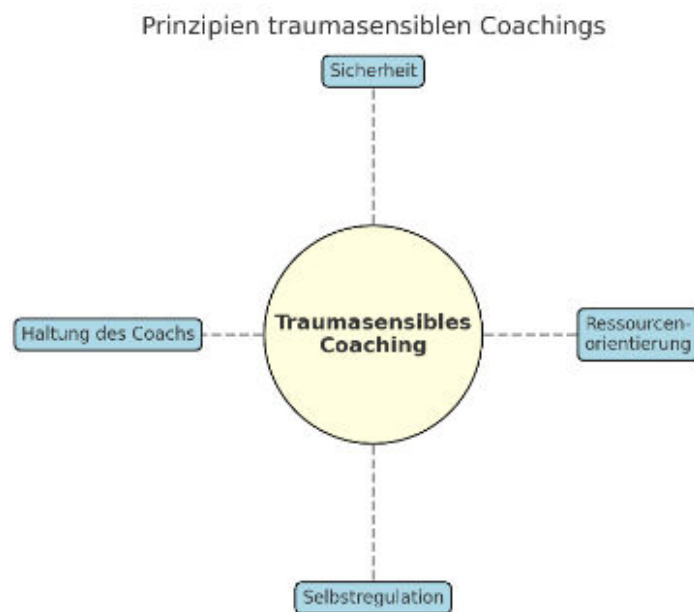 Prinzipien traumasensiblen Coachings
Sicherheit
Haltung des Coachs
Traumasensibles
Coaching
Ressourcen-
orientierung
Selbstregulation